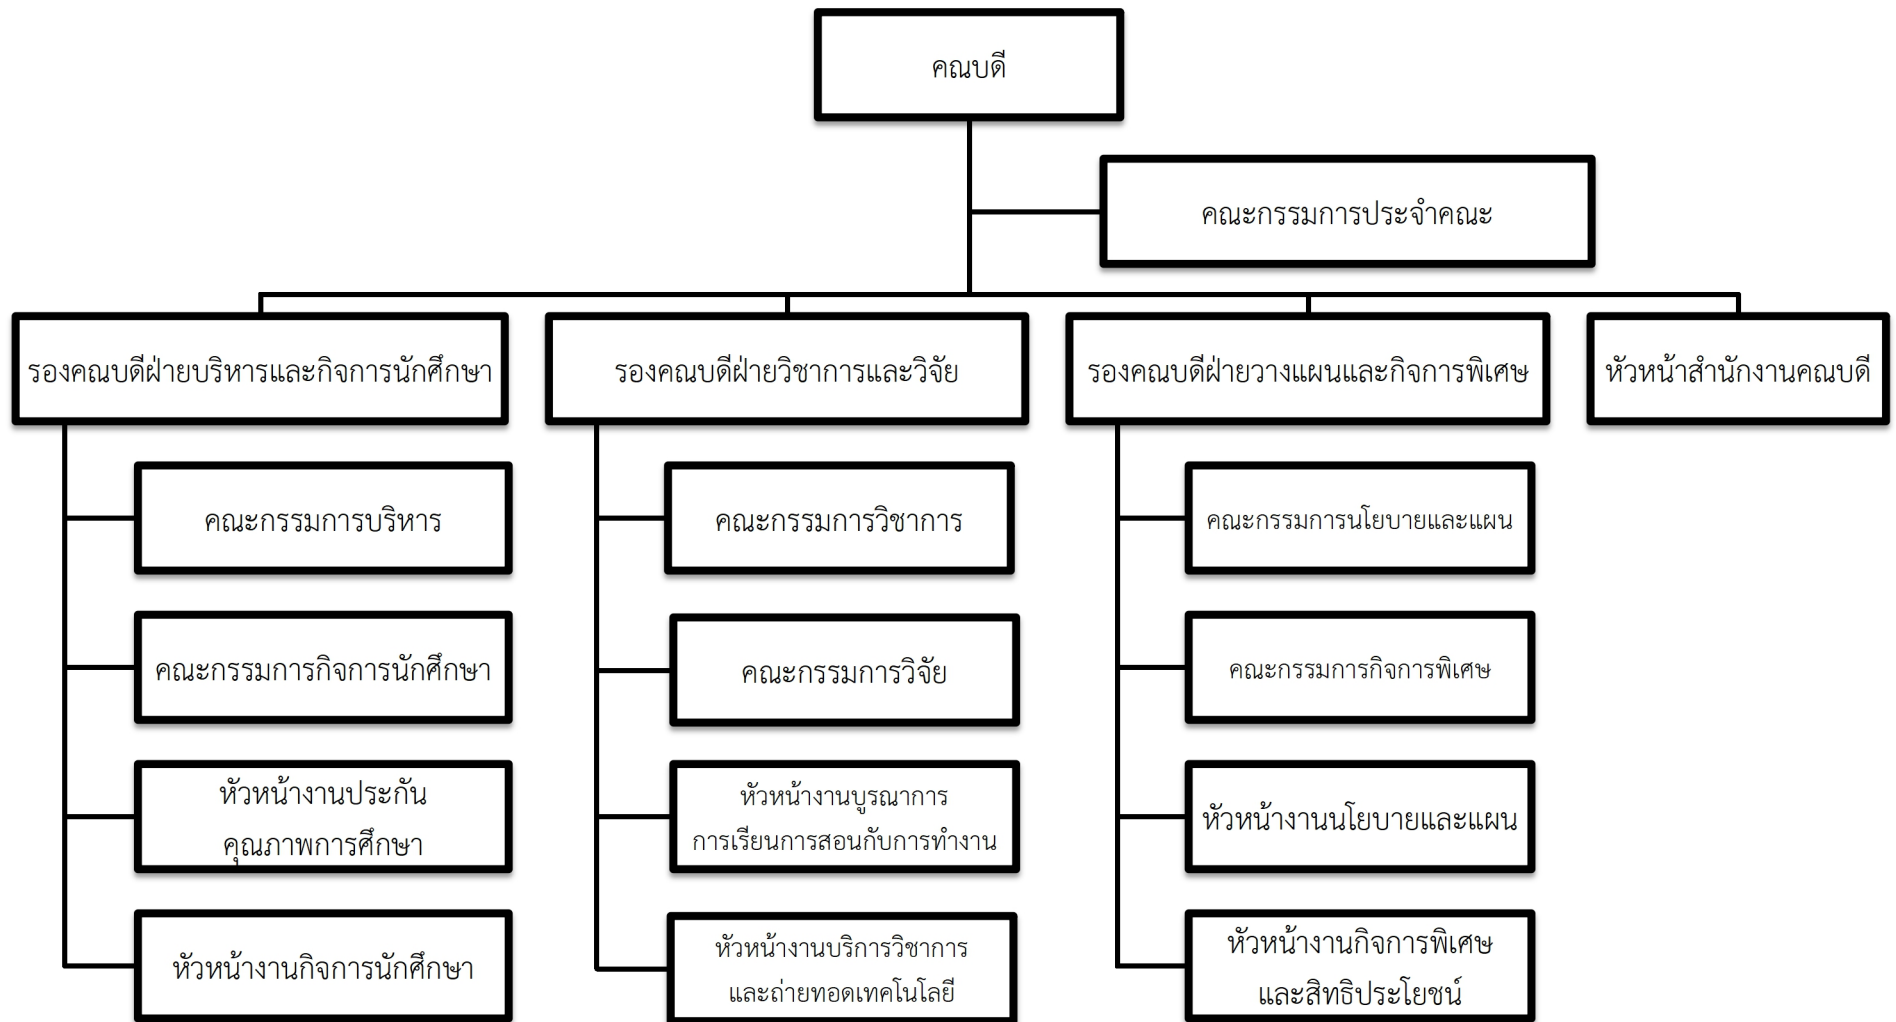 คณบดี
คณะกรรมการประจำคณะ
รองคณบดีฝ่ายบริหารและกิจการนักศึกษา
รองคณบดีฝ่ายวิชาการและวิจัย
รองคณบดีฝ่ายวางแผนและกิจการพิเศษ
หัวหน้าสำนักงานคณบดี
คณะกรรมการบริหาร
คณะกรรมการวิชาการ
คณะกรรมการนโยบายและแผน
คณะกรรมการกิจการนักศึกษา
คณะกรรมการวิจัย
คณะกรรมการกิจการพิเศษ
หัวหน้างานประกัน
คุณภาพการศึกษา
หัวหน้างานบูรณาการ
การเรียนการสอนกับการทำงาน
หัวหน้างานนโยบายและแผน
หัวหน้างานกิจการนักศึกษา
หัวหน้างานบริการวิชาการ
และถ่ายทอดเทคโนโลยี
หัวหน้างานกิจการพิเศษ
และสิทธิประโยชน์